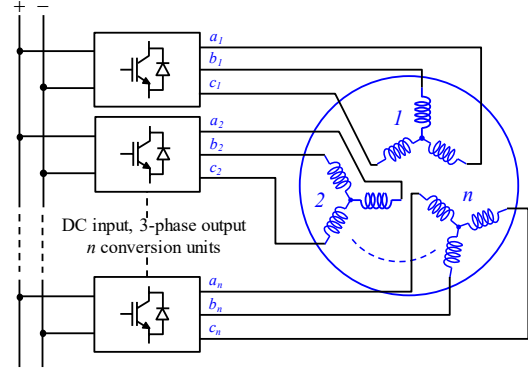 + −
a1
b1
c1
1
a2
b2
c2
2
n
DC input, 3-phase output
n conversion units
an
bn
cn